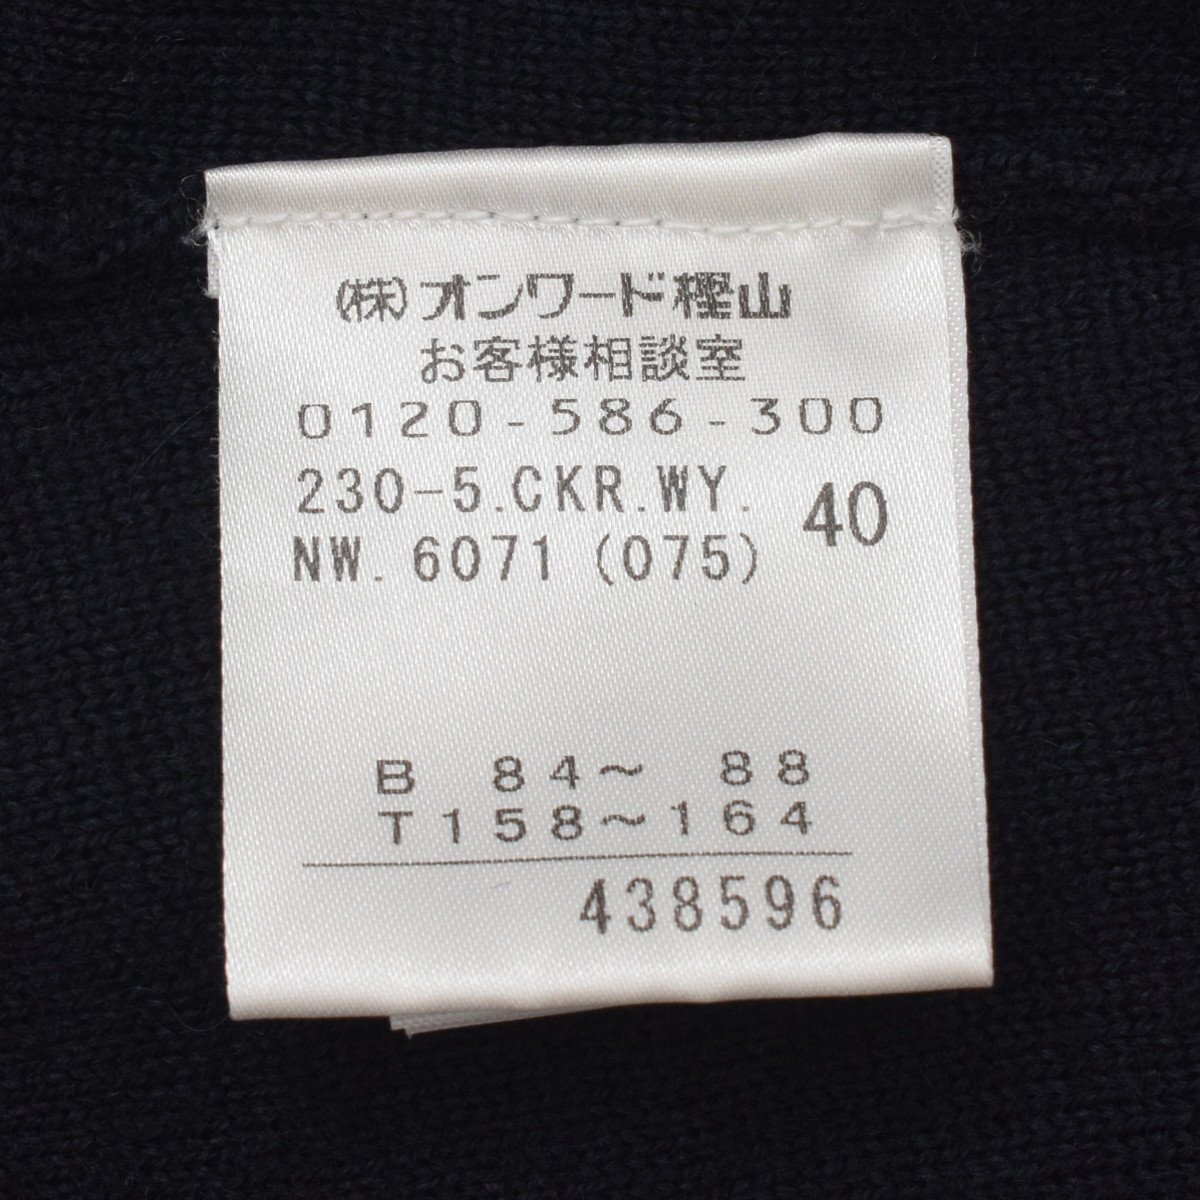 (株)オンワード樫山
お客様相談室
0120-586-300
230-5.CKR.WY.
NW. 6071 (075) 40
B 84～ 88
T158～164
438596